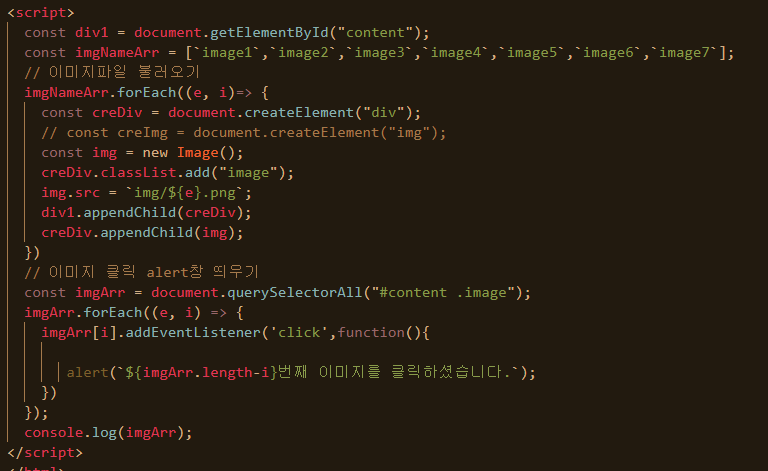 <script>
const div1 = document.getElementById("content");
const imgNameArr = [`image1`,`image2`,`image3`,`image4`,`image5`,`image6`,`image7`];
// 이미지파일 불러오기
imgNameArr.forEach((e, i)=> {
const creDiv = document.createElement("div");
// const creImg = document.createElement("img");
const img = new Image();
creDiv.classList.add("image");
img.src = `img/${e}.png`;
div1.appendChild(creDiv);
creDiv.appendChild(img);
})
// 이미지 클릭 alert창 띄우기
const imgArr = document.querySelectorAll("#content .image");
imgArr.forEach((e, i) => {
imgArr[i].addEventListener('click',function(){
alert(`${imgArr.length-i}번째 이미지를 클릭하셨습니다.`);
})
});
console.log(imgArr);
</script>